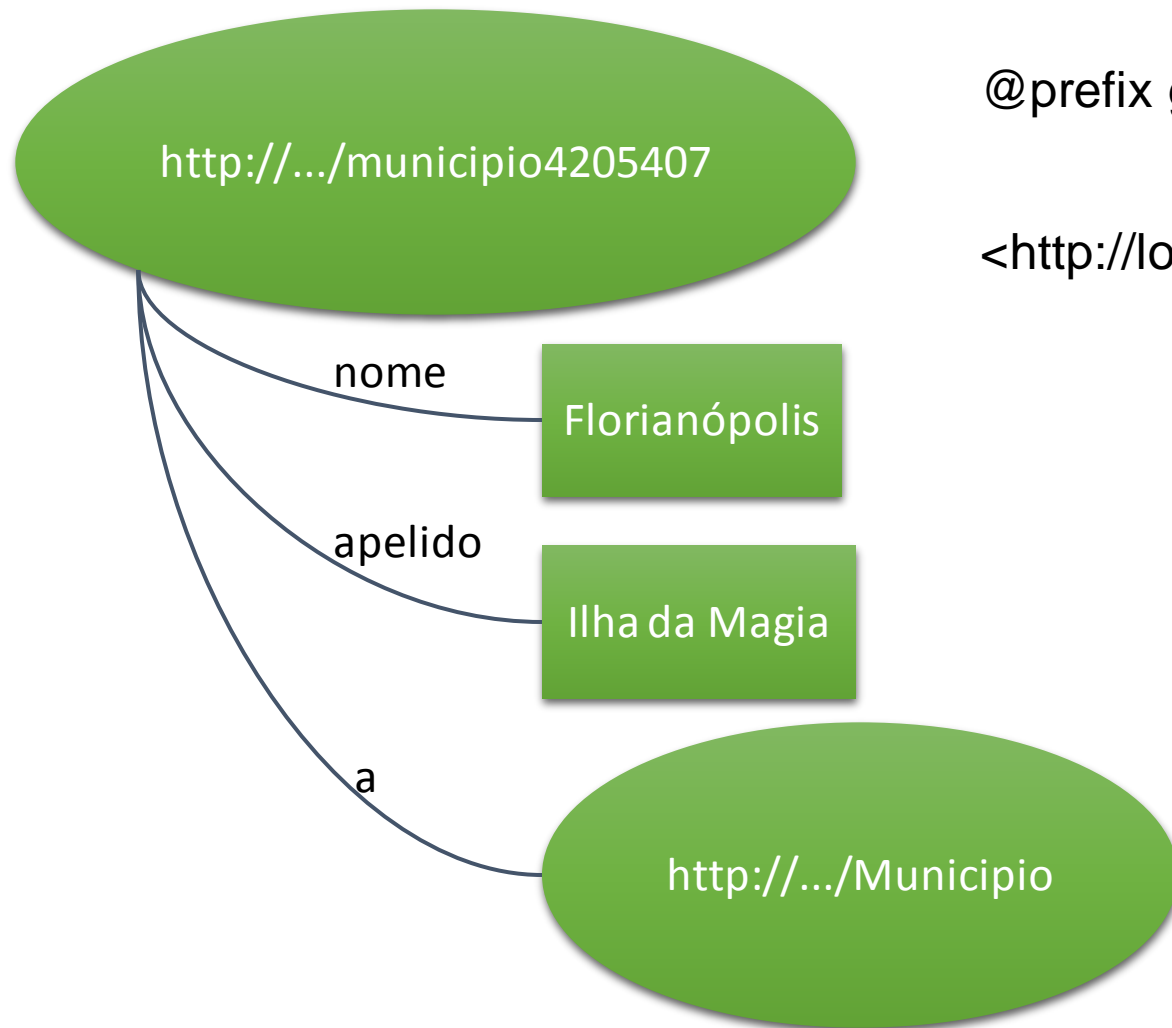 http://.../municipio4205407
@prefix
<http://lo
nome
Florianópolis
apelido
Ilha da Magia
a
http://.../Municipio